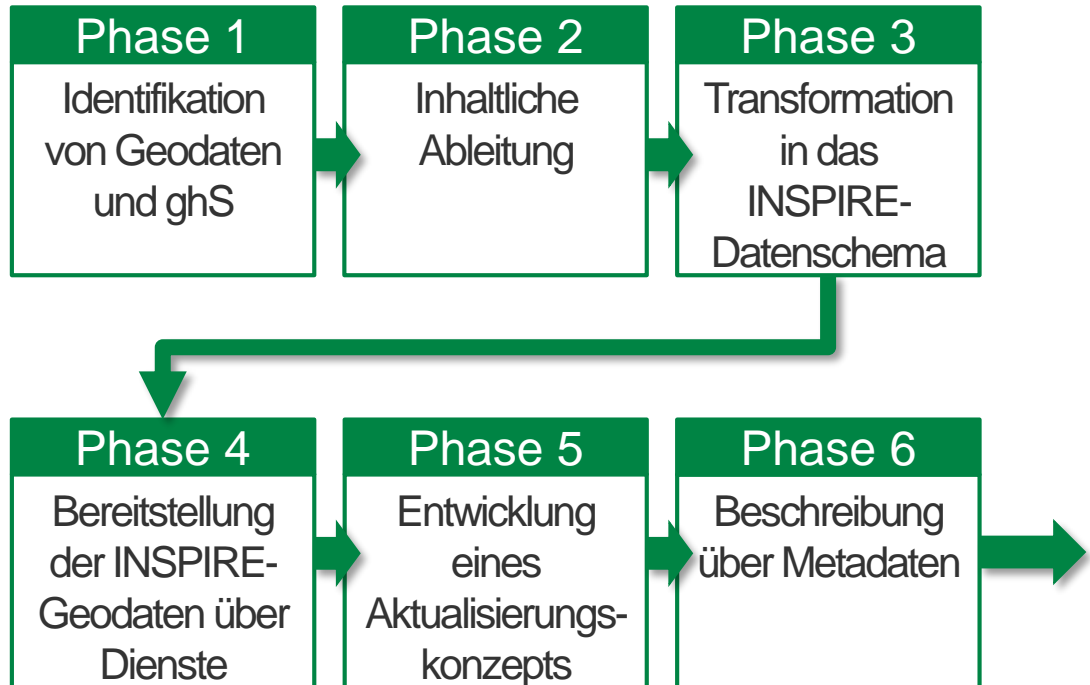 Phase 1
Identifikation
von Geodaten
und ghS
Phase 2
Inhaltliche
Ableitung
Phase 3
Transformation
in das
INSPIRE-
Datenschema
Phase 4
Bereitstellung
der INSPIRE-
Geodaten über
Dienste
Phase 5
Entwicklung
eines
Aktualisierungs-
konzepts
Phase 6
Beschreibung
über Metadaten